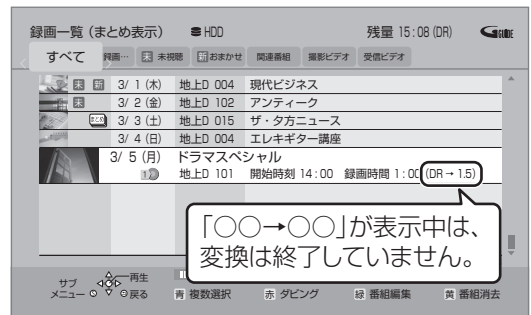 録画一覧（まとめ表示） HDD 残量 15:08 (DR) GGUIDE
すべて 録画… 未 未視聴 新 おまかせ 関連番組 撮影ビデオ 受信ビデオ
未 新 3/ 1 (木) 地上D 004 現代ビジネス
未 3/ 2 (金) 地上D 102 アンティーク
まとめ 3/ 3 (土) 地上D 015 ザ・夕方ニュース
3/ 4 (日) 地上D 004 エレキギター講座
3/ 5 (月) ドラマスペシャル
地上D 101 開始時刻 14:00 録画時間 1:00 (DR→1.5)
「○○→○○」が表示中は、
変換は終了していません。
サブ 再生
メニュー 戻る 青 複数選択 赤 ダビング 緑 番組編集 黄 番組消去